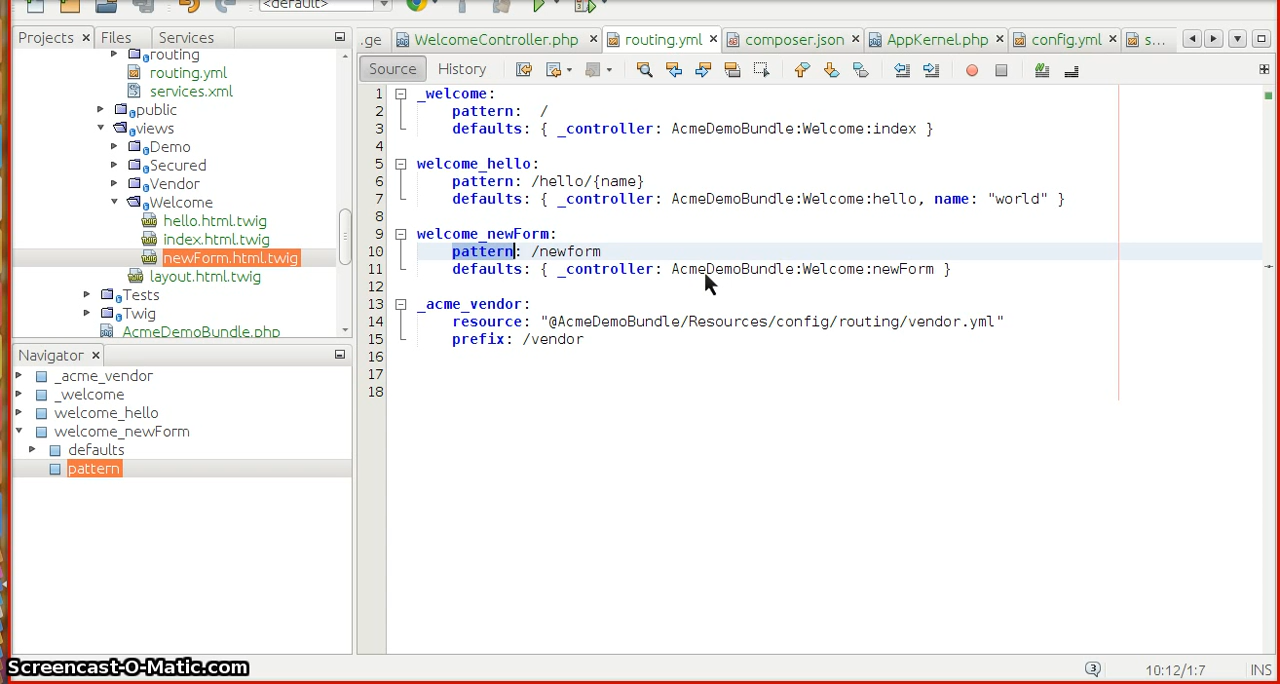 <default>
Projects
Files
Services
.ge
WelcomeController.php
routing.yml
composer.json
AppKernel.php
config.yml
s...
Source
History
routing
routing.yml
services.xml
public
views
Demo
Secured
Vendor
Welcome
hello.html.twig
index.html.twig
newForm.html.twig
layout.html.twig
Tests
Twig
AcmeDemoBundle.php
Navigator
_acme_vendor
_welcome
welcome_hello
welcome_newForm
defaults
pattern
1 _welcome:
2 pattern: /
3 defaults: { _controller: AcmeDemoBundle:Welcome:index }
4
5 welcome_hello:
6 pattern: /hello/{name}
7 defaults: { _controller: AcmeDemoBundle:Welcome:hello, name: "world" }
8
9 welcome_newForm:
10 pattern: /newform
11 defaults: { _controller: AcmeDemoBundle:Welcome:newForm }
12
13 _acme_vendor:
14 resource: "@AcmeDemoBundle/Resources/config/routing/vendor.yml"
15 prefix: /vendor
16
17
18
Screencast-O-Matic.com
3
10:12/1:7
INS